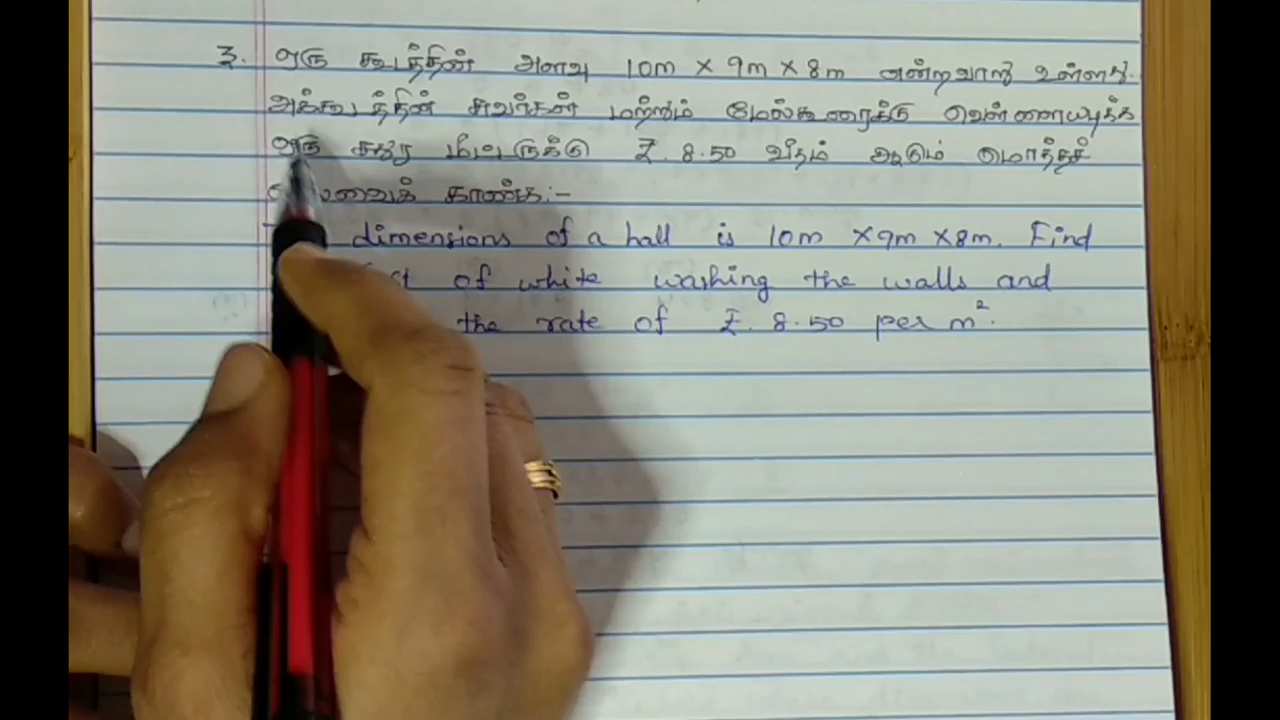 3. ஒரு கூடத்தின் அளவு 10m × 9m × 8m என்றவாறு உள்ளது.
அக்கூடத்தின் சுவர்கள் மற்றும் மேல்கூரைக்கு வெள்ளையடிக்க
ஒரு சதுர மீட்டருக்கு ₹. 8.50 வீதம் ஆகும் மொத்தச்
காண்க:-
dimensions of a hall is 10m × 9m × 8m. Find
of white washing the walls and
the rate of ₹. 8.50 per m².